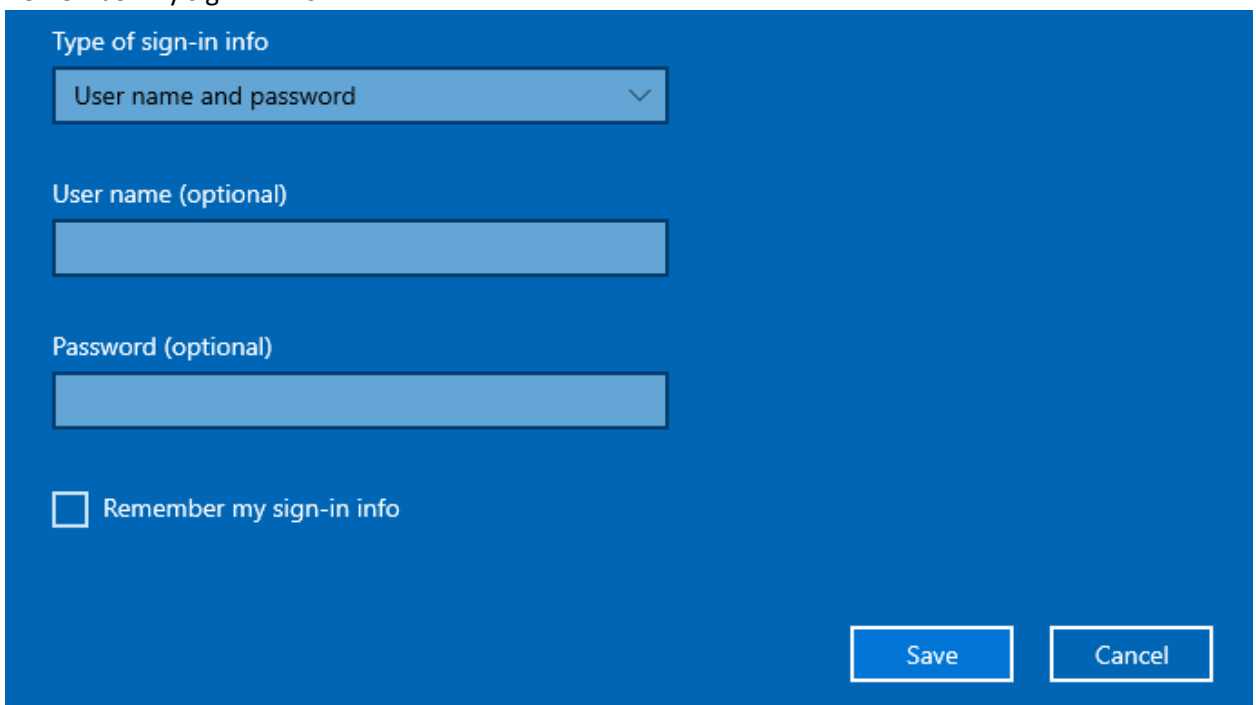 Type of sign-in info
User name and password
User name (optional)
Password (optional)
Remember my sign-in info
Save
Cancel